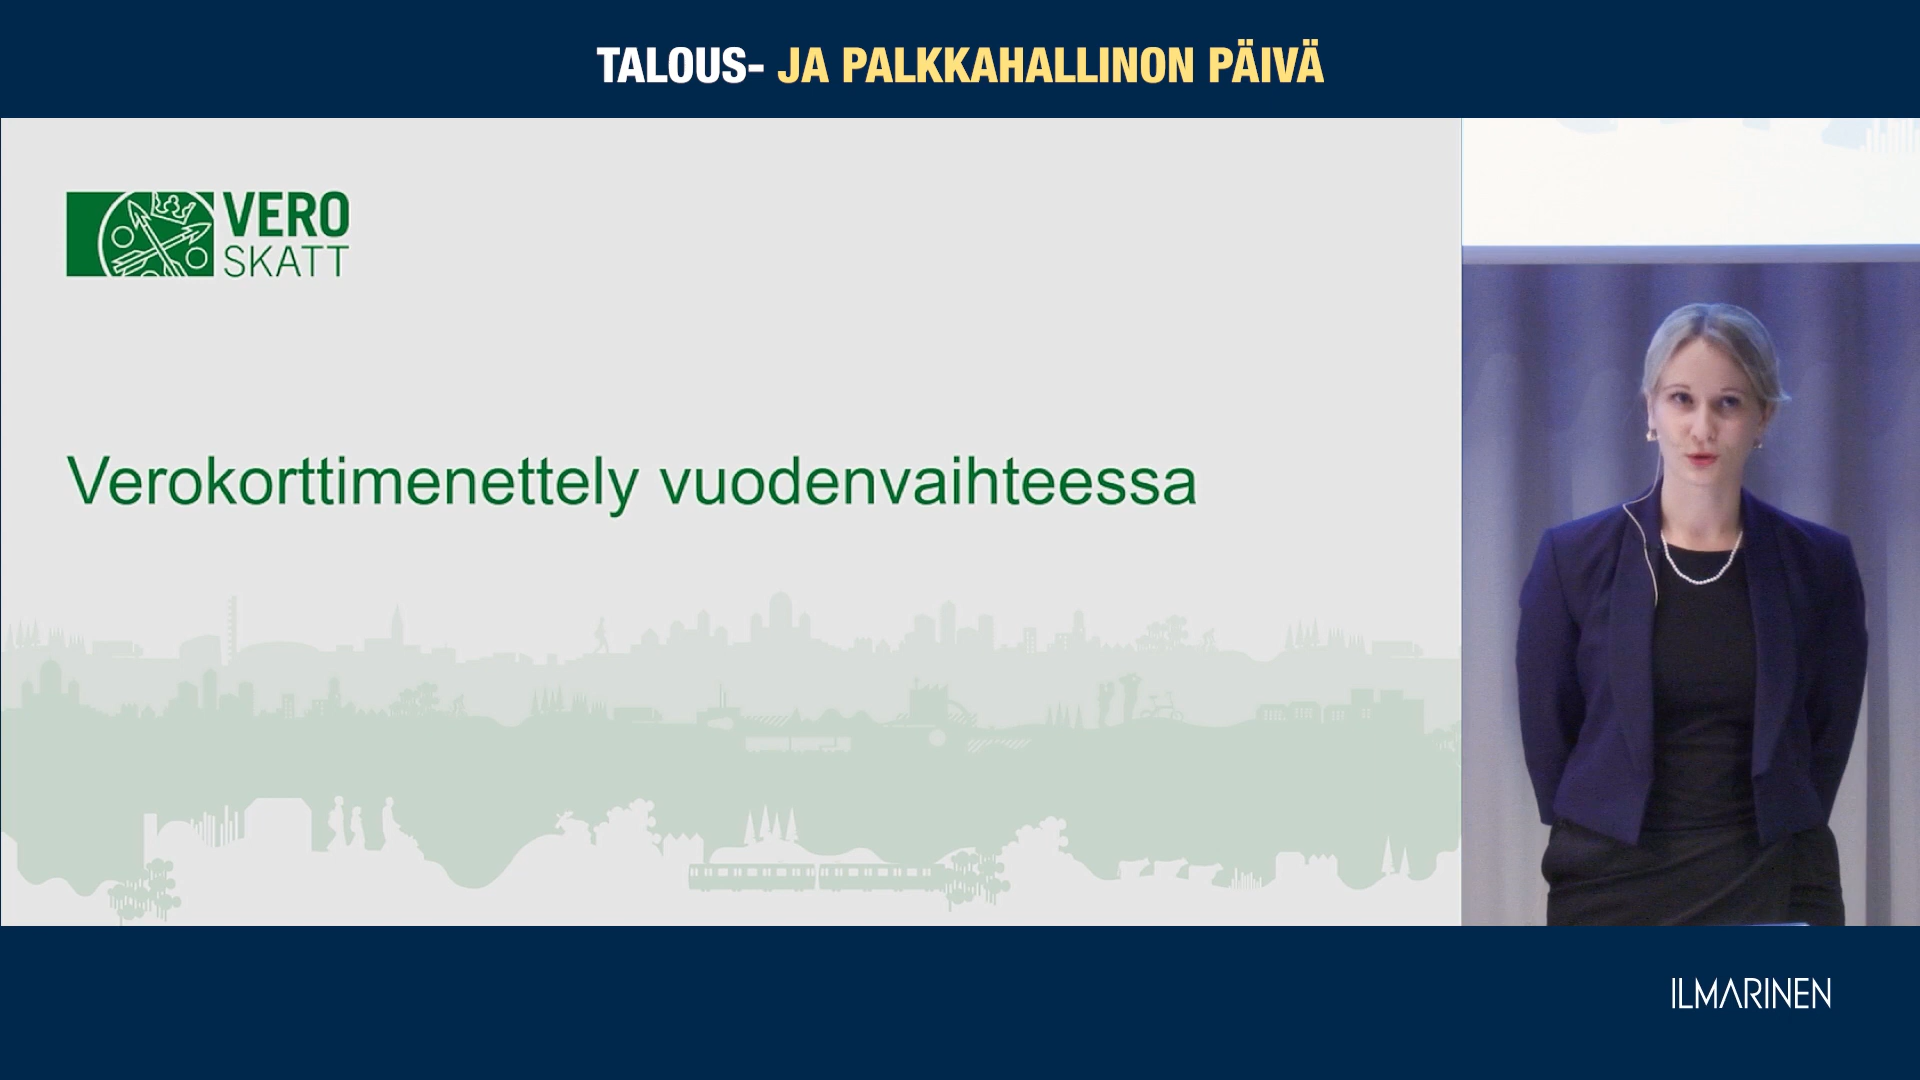 TALOUS- JA PALKKAHALLINON PÄIVÄ
VERO
SKATT
Verokorttimenettely vuodenvaihteessa
ILMARINEN